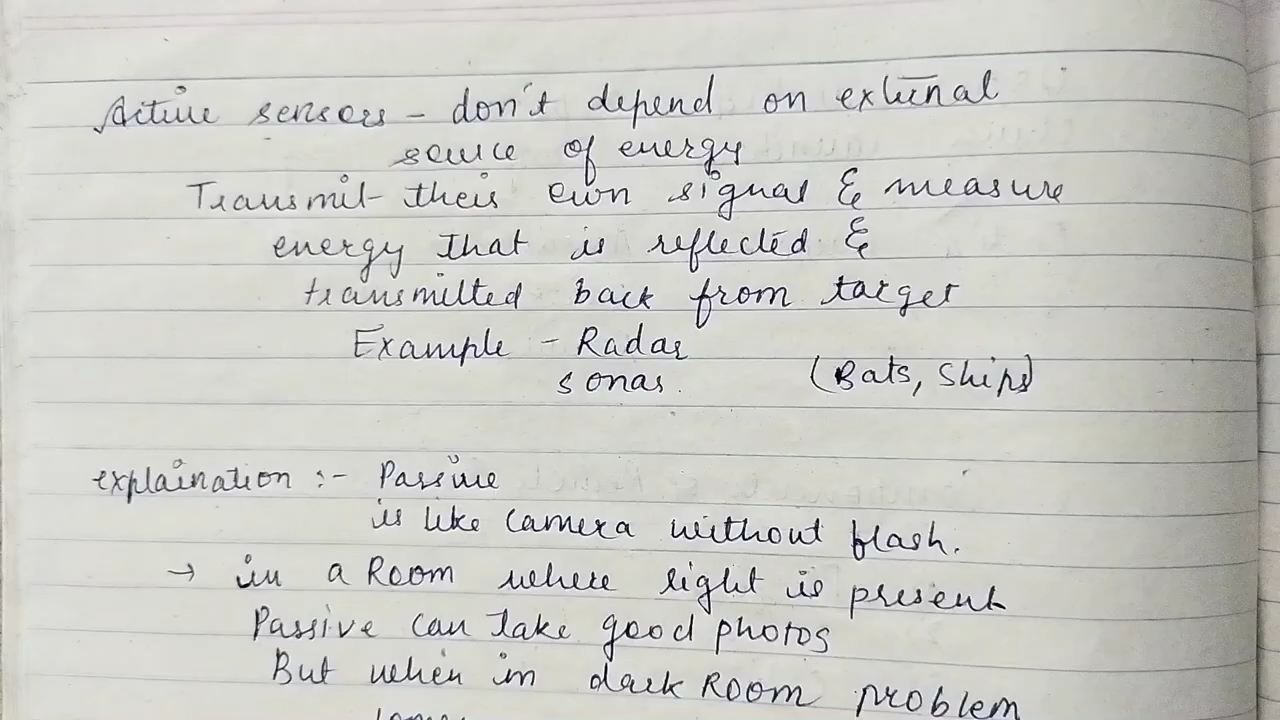 Active sensors - don't depend on external
source of energy
Transmit their own signal & measure
energy that is reflected &
transmitted back from target
Example - Radar
sonar. (Bats, Ships)
explaination :- Passive
is like camera without flash.
→ in a Room where light is present
Passive can take good photos
But when in dark Room problem